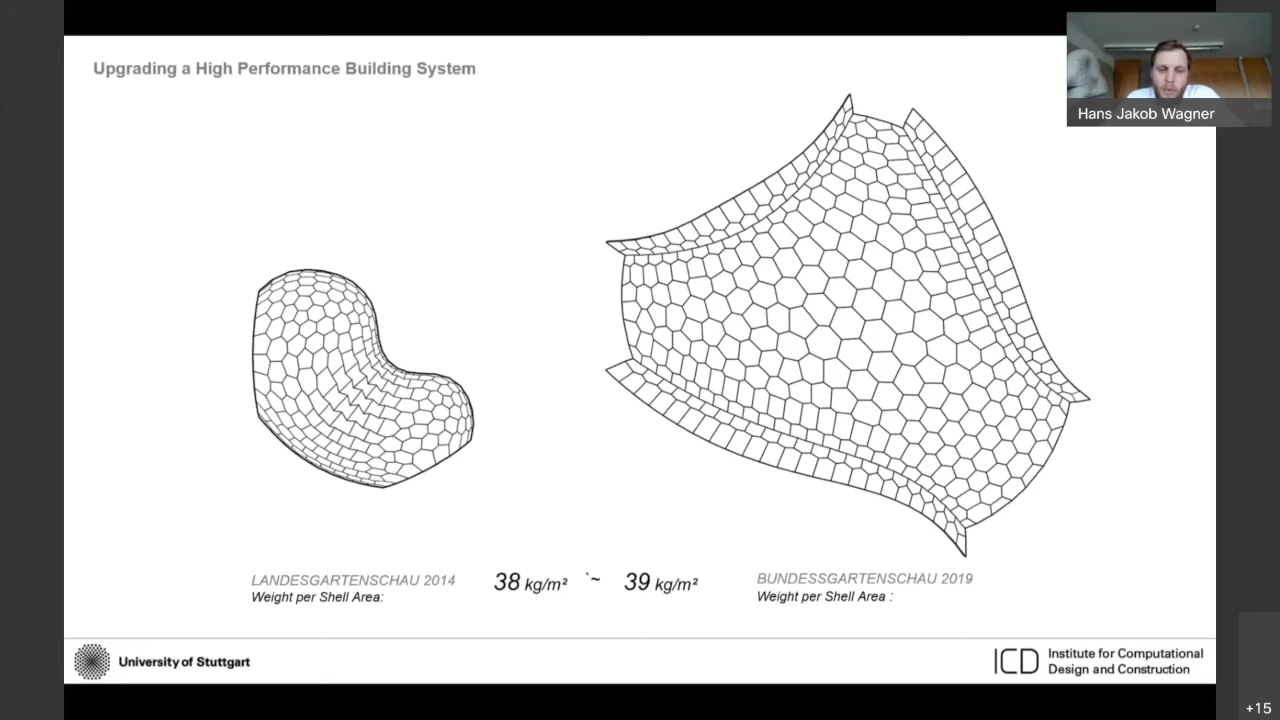 Upgrading a High Performance Building System
Hans Jakob Wagner
LANDESGARTENSCHAU 2014
Weight per Shell Area:
38 kg/m² `~ 39 kg/m²
BUNDESSGARTENSCHAU 2019
Weight per Shell Area :
University of Stuttgart
ICD Institute for Computational
Design and Construction
+15